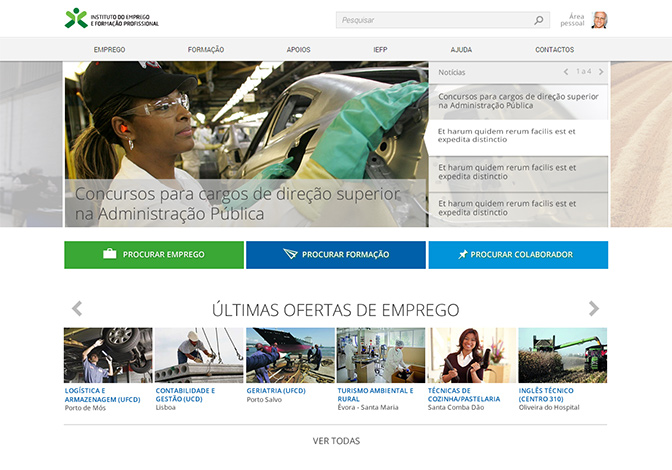 INSTITUTO DO EMPREGO
E FORMAÇÃO PROFISSIONAL
Pesquisar
Área
pessoal
EMPREGO
FORMAÇÃO
APOIOS
IEFP
AJUDA
CONTACTOS
Concursos para cargos de direção superior
na Administração Pública
Notícias
1 a 4
Concursos para cargos de direção superior
na Administração Pública
Et harum quidem rerum facilis est et
expedita distinctio
Et harum quidem rerum facilis est et
expedita distinctio
Et harum quidem rerum facilis est et
expedita distinctio
PROCURAR EMPREGO
PROCURAR FORMAÇÃO
PROCURAR COLABORADOR
ÚLTIMAS OFERTAS DE EMPREGO
LOGÍSTICA E
ARMAZENAGEM (UFCD)
Porto de Mós
CONTABILIDADE E
GESTÃO (UCD)
Lisboa
GERIATRIA (UFCD)
Porto Salvo
TURISMO AMBIENTAL E
RURAL
Évora - Santa Maria
TÉCNICAS DE
COZINHA/PASTELARIA
Santa Comba Dão
INGLÊS TÉCNICO
(CENTRO 310)
Oliveira do Hospital
VER TODAS